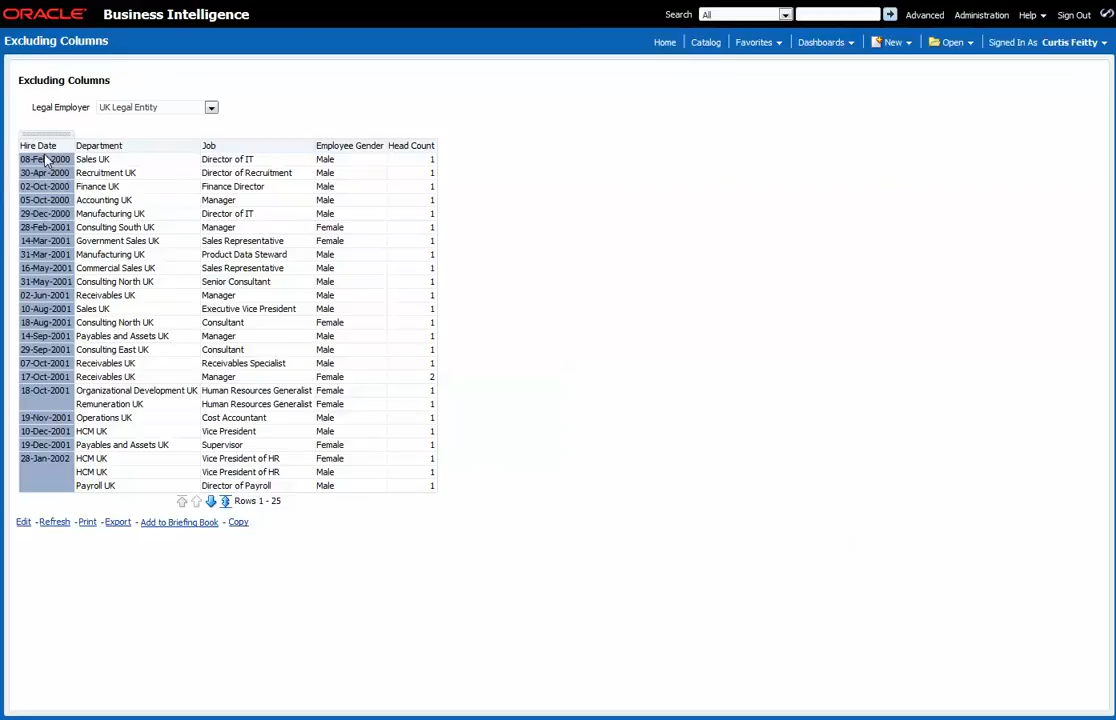 ORACLE Business Intelligence Search All Advanced Administration Help Sign Out
Excluding Columns Home Catalog Favorites Dashboards New Open Signed In As Curtis Feitty
Excluding Columns
Legal Employer UK Legal Entity
Hire Date Department Job Employee Gender Head Count
08-Feb-2000 Sales UK Director of IT Male 1
30-Apr-2000 Recruitment UK Director of Recruitment Male 1
02-Oct-2000 Finance UK Finance Director Male 1
05-Oct-2000 Accounting UK Manager Male 1
29-Dec-2000 Manufacturing UK Director of IT Male 1
28-Feb-2001 Consulting South UK Manager Female 1
14-Mar-2001 Government Sales UK Sales Representative Female 1
31-Mar-2001 Manufacturing UK Product Data Steward Male 1
16-May-2001 Commercial Sales UK Sales Representative Male 1
31-May-2001 Consulting North UK Senior Consultant Male 1
02-Jun-2001 Receivables UK Manager Male 1
10-Aug-2001 Sales UK Executive Vice President Male 1
18-Aug-2001 Consulting North UK Consultant Female 1
14-Sep-2001 Payables and Assets UK Manager Male 1
29-Sep-2001 Consulting East UK Consultant Male 1
07-Oct-2001 Receivables UK Receivables Specialist Male 1
17-Oct-2001 Receivables UK Manager Female 2
18-Oct-2001 Organizational Development UK Human Resources Generalist Female 1
Remuneration UK Human Resources Generalist Female 1
19-Nov-2001 Operations UK Cost Accountant Male 1
10-Dec-2001 HCM UK Vice President Male 1
19-Dec-2001 Payables and Assets UK Supervisor Female 1
28-Jan-2002 HCM UK Vice President of HR Female 1
HCM UK Vice President of HR Male 1
Payroll UK Director of Payroll Male 1
Rows 1 - 25
Edit - Refresh - Print - Export - Add to Briefing Book - Copy